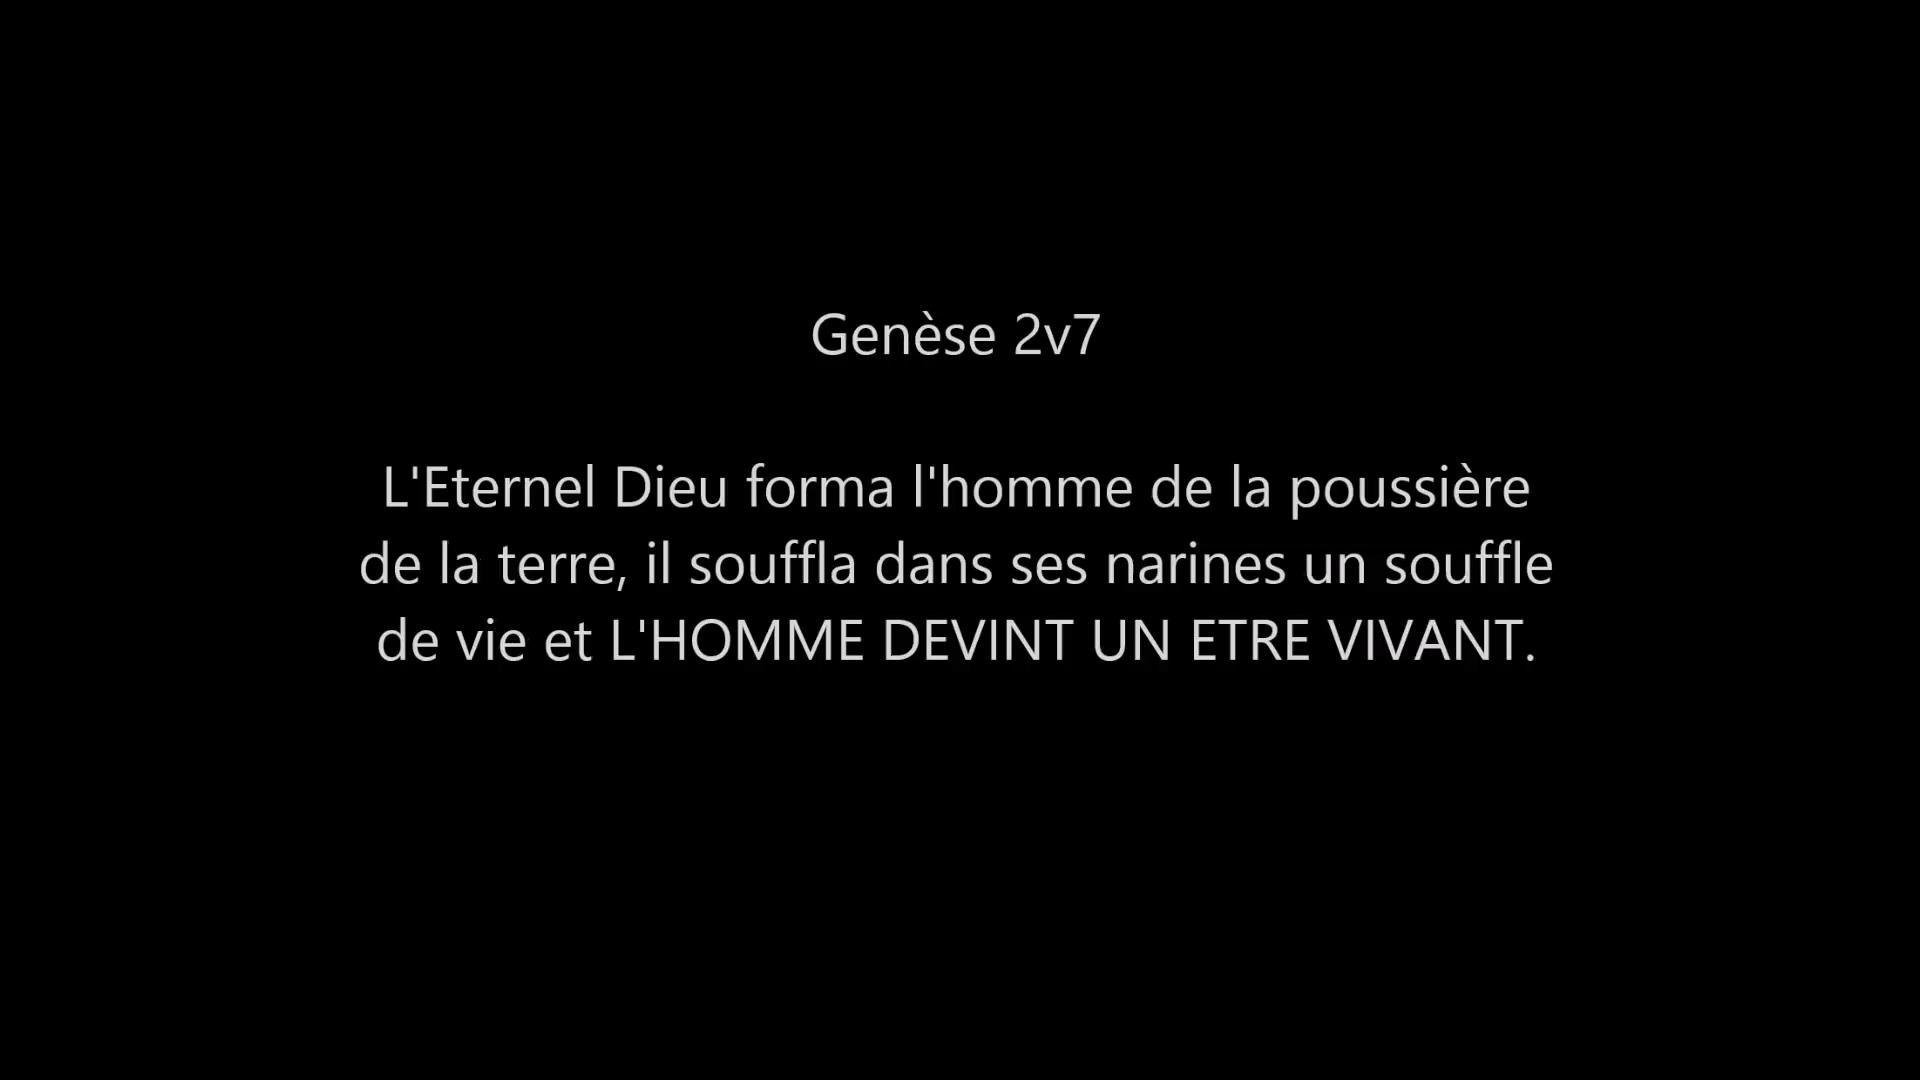 Genèse 2v7
L'Eternel Dieu forma l'homme de la poussière
de la terre, il souffla dans ses narines un souffle
de vie et L'HOMME DEVINT UN ETRE VIVANT.